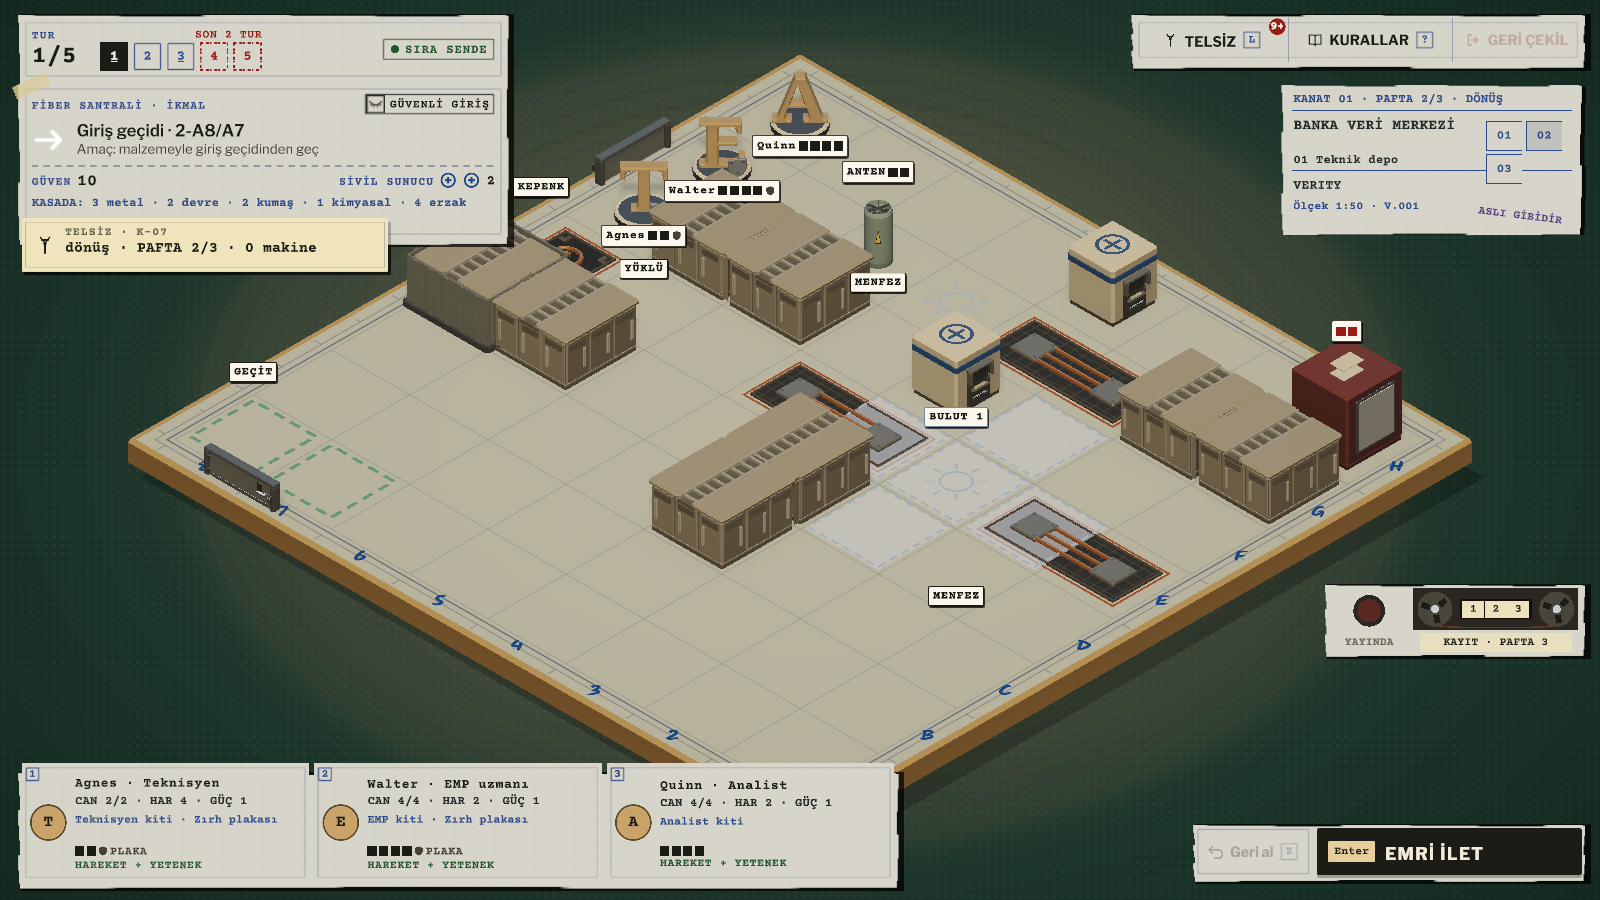 TUR
1/5
SON 2 TUR
1 2 3 4 5
SIRA SENDE
FİBER SANTRALİ · İKMAL
GÜVENLİ GİRİŞ
Giriş geçidi · 2-A8/A7
Amaç: malzemeyle giriş geçidinden geç
GÜVEN 10
SİVİL SUNUCU 2
KASADA: 3 metal · 2 devre · 2 kumaş · 1 kimyasal · 4 erzak
TELSİZ · K-07
dönüş · PAFTA 2/3 · 0 makine
TELSİZ L
9+
KURALLAR ?
GERİ ÇEKİL
KANAT 01 · PAFTA 2/3 · DÖNÜŞ
BANKA VERİ MERKEZİ
01 02
01 Teknik depo
03
VERITY
Ölçek 1:50 · V.001
ASLI GİBİDİR
A
Quinn
E
ANTEN
KEPENK
Walter
T
Agnes
YÜKLÜ
MENFEZ
GEÇİT
BULUT 1
MENFEZ
7
6
5
4
3
2
H
G
F
E
D
C
B
1 2 3
YAYINDA
KAYIT · PAFTA 3
1
Agnes · Teknisyen
CAN 2/2 · HAR 4 · GÜÇ 1
T
Teknisyen kiti · Zırh plakası
PLAKA
HAREKET + YETENEK
2
Walter · EMP uzmanı
CAN 4/4 · HAR 2 · GÜÇ 1
E
EMP kiti · Zırh plakası
PLAKA
HAREKET + YETENEK
3
Quinn · Analist
CAN 4/4 · HAR 2 · GÜÇ 1
A
Analist kiti
HAREKET + YETENEK
Geri al Z
Enter EMRİ İLET